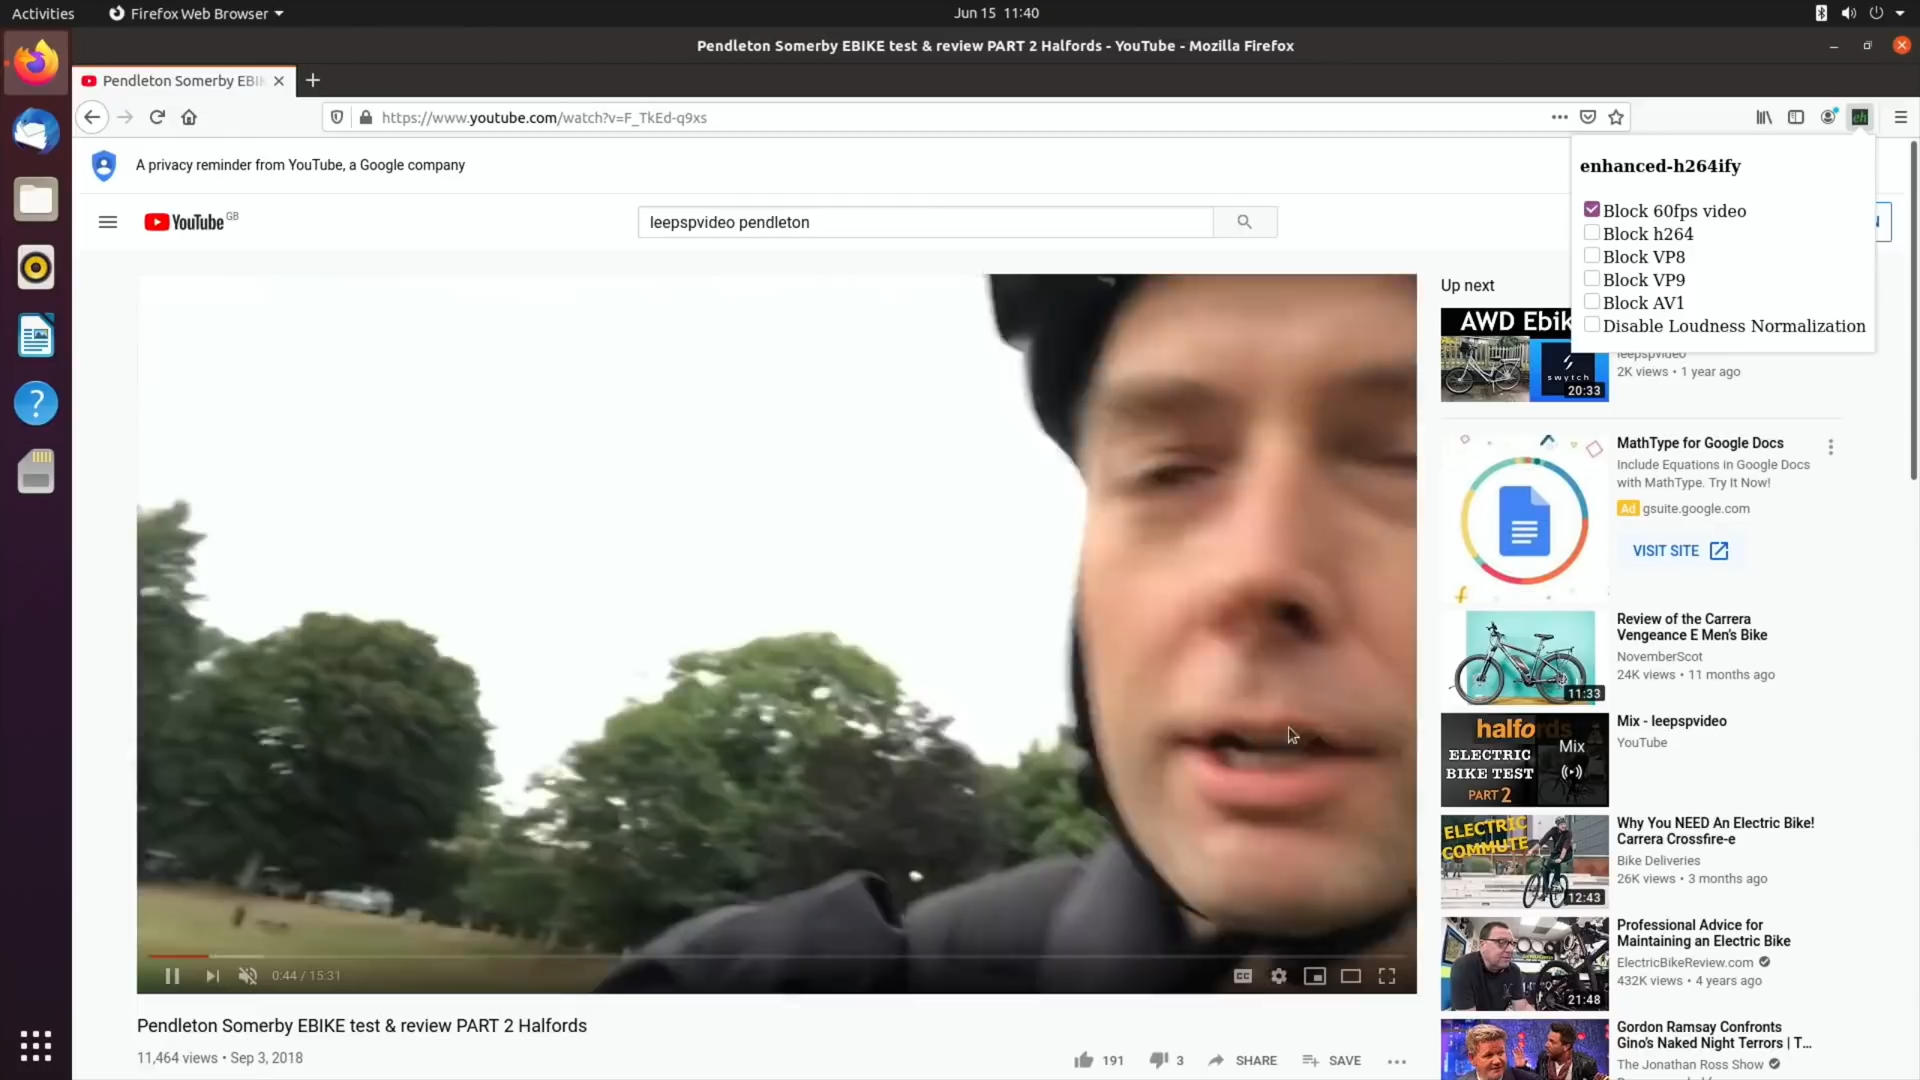 Activities
Firefox Web Browser
Jun 15 11:40
Pendleton Somerby EBIKE test & review PART 2 Halfords - YouTube - Mozilla Firefox
Pendleton Somerby EBIK
https://www.youtube.com/watch?v=F_TkEd-q9xs
eh
A privacy reminder from YouTube, a Google company
enhanced-h264ify
Block 60fps video
Block h264
Block VP8
Block VP9
Block AV1
Disable Loudness Normalization
YouTube GB
leepspvideo pendleton
Up next
AWD Ebik
swytch
20:33
leepspvideo
2K views • 1 year ago
MathType for Google Docs
Include Equations in Google Docs
with MathType. Try It Now!
Ad gsuite.google.com
VISIT SITE
Review of the Carrera
Vengeance E Men's Bike
NovemberScot
24K views • 11 months ago
11:33
halfords
ELECTRIC
BIKE TEST
PART 2
Mix
Mix - leepspvideo
YouTube
ELECTRIC
COMMUTE
12:43
Why You NEED An Electric Bike!
Carrera Crossfire-e
Bike Deliveries
26K views • 3 months ago
Professional Advice for
Maintaining an Electric Bike
ElectricBikeReview.com
432K views • 4 years ago
21:48
Gordon Ramsay Confronts
Gino's Naked Night Terrors | T...
The Jonathan Ross Show
0:44 / 15:31
CC
Pendleton Somerby EBIKE test & review PART 2 Halfords
11,464 views • Sep 3, 2018
191
3
SHARE
SAVE